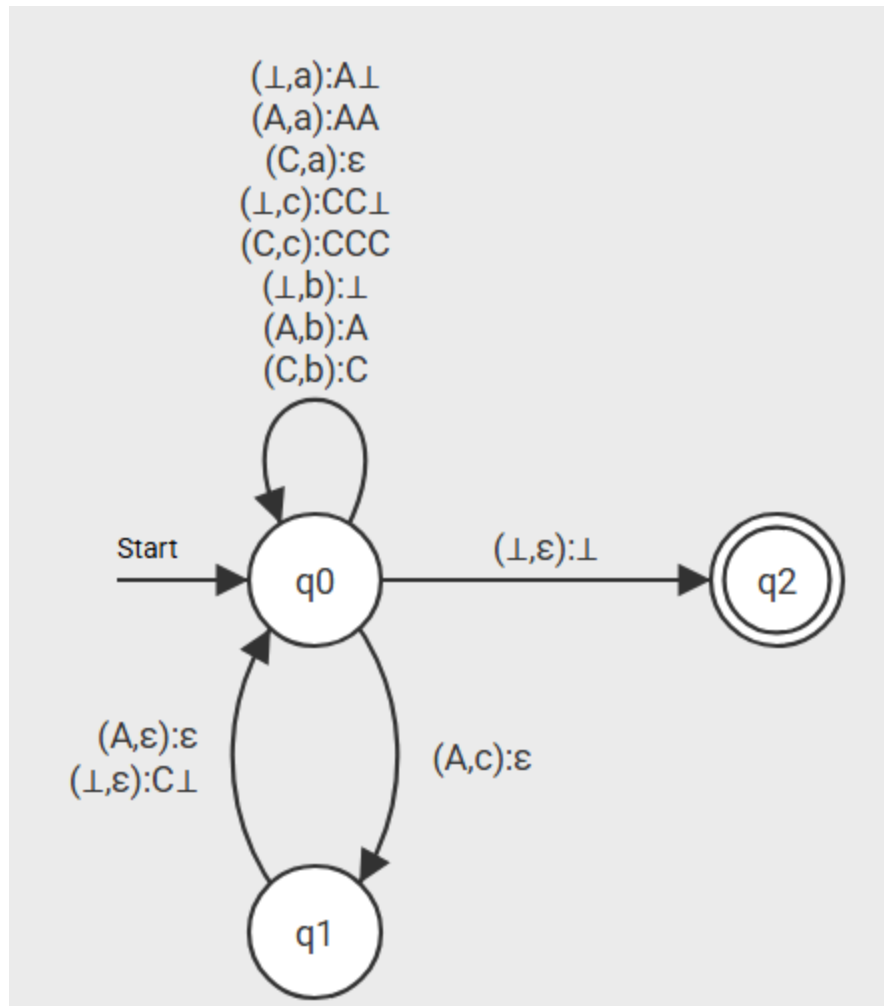 (⊥,a):A⊥
(A,a):AA
(C,a):ε
(⊥,c):CC⊥
(C,c):CCC
(⊥,b):⊥
(A,b):A
(C,b):C
Start
q0
(⊥,ε):⊥
q2
(A,ε):ε
(⊥,ε):C⊥
(A,c):ε
q1